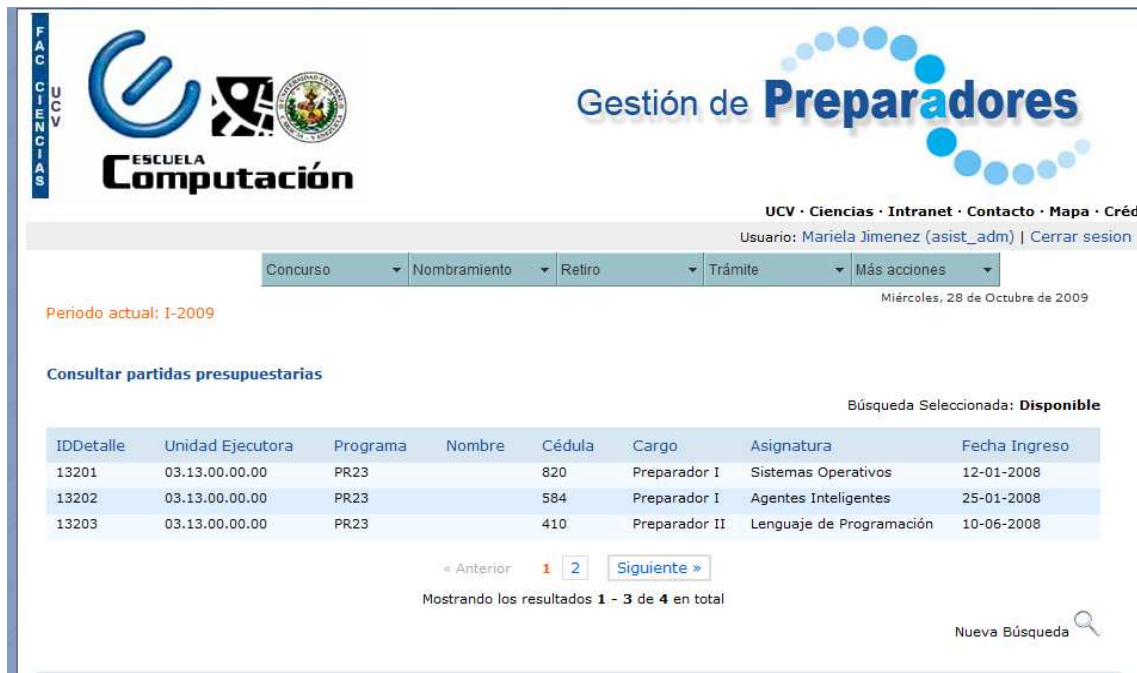 FAC CIENCIAS
UCV
ESCUELA
Computación
Gestión de Preparadores
UCV · Ciencias · Intranet · Contacto · Mapa · Créd
Usuario: Mariela Jimenez (asist_adm) | Cerrar sesion
Concurso Nombramiento Retiro Trámite Más acciones
Miércoles, 28 de Octubre de 2009
Periodo actual: I-2009
Consultar partidas presupuestarias
Búsqueda Seleccionada: Disponible
IDDetalle Unidad Ejecutora Programa Nombre Cédula Cargo Asignatura Fecha Ingreso
13201 03.13.00.00.00 PR23 820 Preparador I Sistemas Operativos 12-01-2008
13202 03.13.00.00.00 PR23 584 Preparador I Agentes Inteligentes 25-01-2008
13203 03.13.00.00.00 PR23 410 Preparador II Lenguaje de Programación 10-06-2008
« Anterior 1 2 Siguiente »
Mostrando los resultados 1 - 3 de 4 en total
Nueva Búsqueda